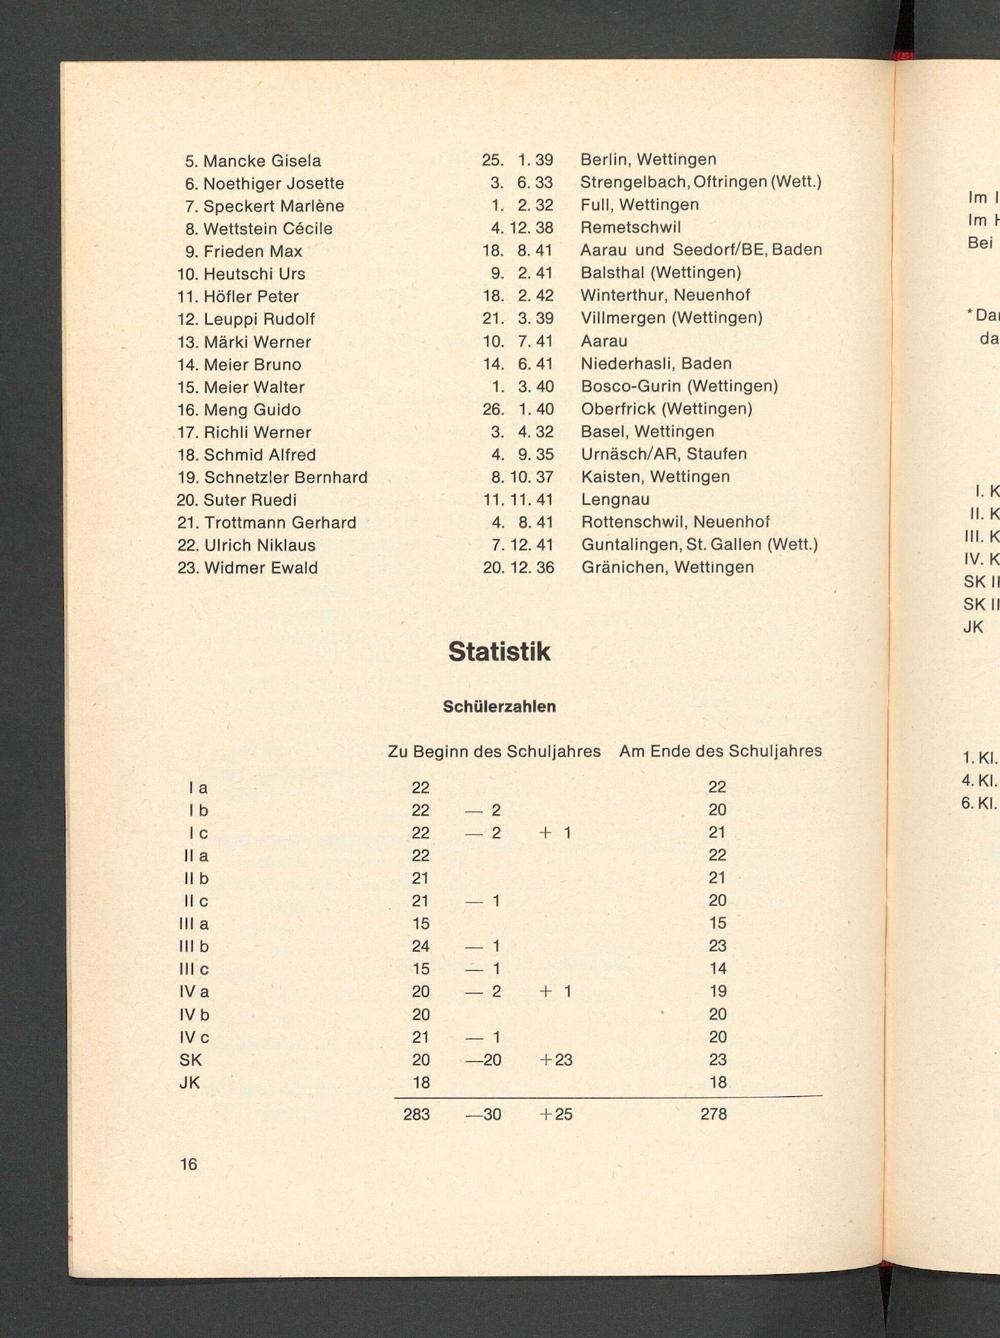 5. Mancke Gisela 25. 1. 39 Berlin, Wettingen
6. Noethiger Josette 3. 6. 33 Strengelbach, Oftringen (Wett.)
7. Speckert Marlène 1. 2. 32 Full, Wettingen
8. Wettstein Cécile 4. 12. 38 Remetschwil
9. Frieden Max 18. 8. 41 Aarau und Seedorf/BE, Baden
10. Heutschi Urs 9. 2. 41 Balsthal (Wettingen)
11. Höfler Peter 18. 2. 42 Winterthur, Neuenhof
12. Leuppi Rudolf 21. 3. 39 Villmergen (Wettingen)
13. Märki Werner 10. 7. 41 Aarau
14. Meier Bruno 14. 6. 41 Niederhasli, Baden
15. Meier Walter 1. 3. 40 Bosco-Gurin (Wettingen)
16. Meng Guido 26. 1. 40 Oberfrick (Wettingen)
17. Richli Werner 3. 4. 32 Basel, Wettingen
18. Schmid Alfred 4. 9. 35 Urnäsch/AR, Staufen
19. Schnetzler Bernhard 8. 10. 37 Kaisten, Wettingen
20. Suter Ruedi 11. 11. 41 Lengnau
21. Trottmann Gerhard 4. 8. 41 Rottenschwil, Neuenhof
22. Ulrich Niklaus 7. 12. 41 Guntalingen, St. Gallen (Wett.)
23. Widmer Ewald 20. 12. 36 Gränichen, Wettingen
Statistik
Schülerzahlen
Zu Beginn des Schuljahres Am Ende des Schuljahres
I a 22 22
I b 22 — 2 20
I c 22 — 2 + 1 21
II a 22 22
II b 21 21
II c 21 — 1 20
III a 15 15
III b 24 — 1 23
III c 15 — 1 14
IV a 20 — 2 + 1 19
IV b 20 20
IV c 21 — 1 20
SK 20 —20 +23 23
JK 18 18
283 —30 +25 278
16
Im
Im
Bei
I.
II.
III.
IV.
SK
SK
JK
1. Kl.
4. Kl.
6. Kl.